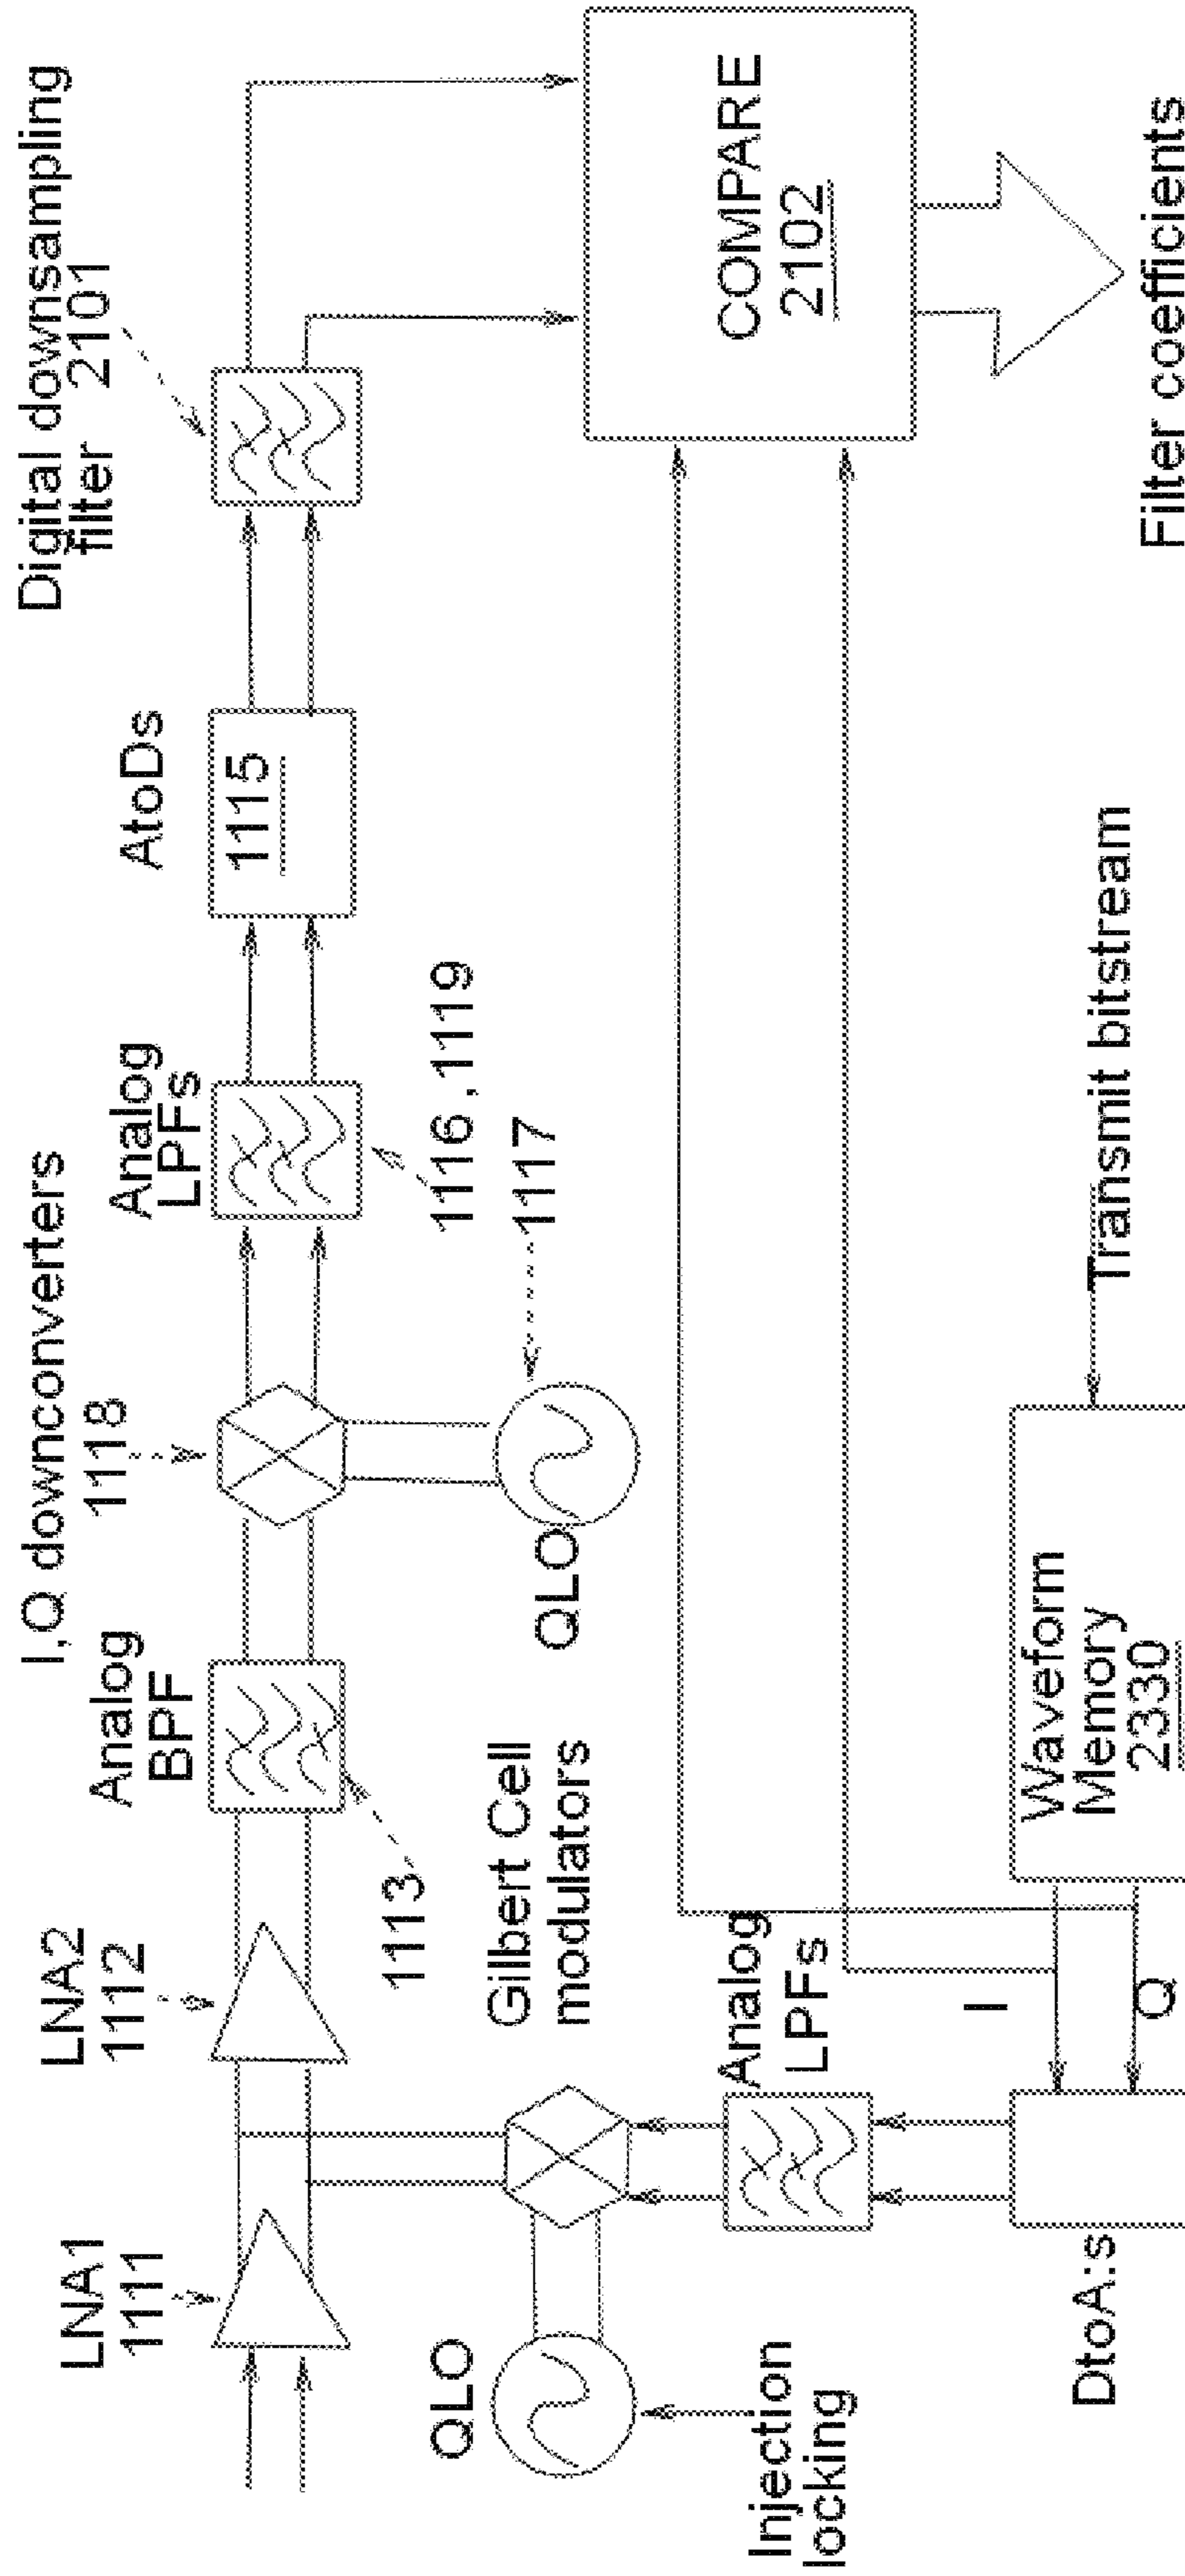 LNA1
1111
LNA2
1112
Analog
BPF
1113
I,Q downconverters
1118
Analog
LPFs
1116 , 1119
1117
QLO
AtoDs
1115
Digital downsampling
filter 2101
COMPARE
2102
Filter coefficients
QLO
Injection
locking
Gilbert Cell
modulators
Analog
LPFs
DtoA:s
I
Q
Waveform
Memory
2330
Transmit bitstream